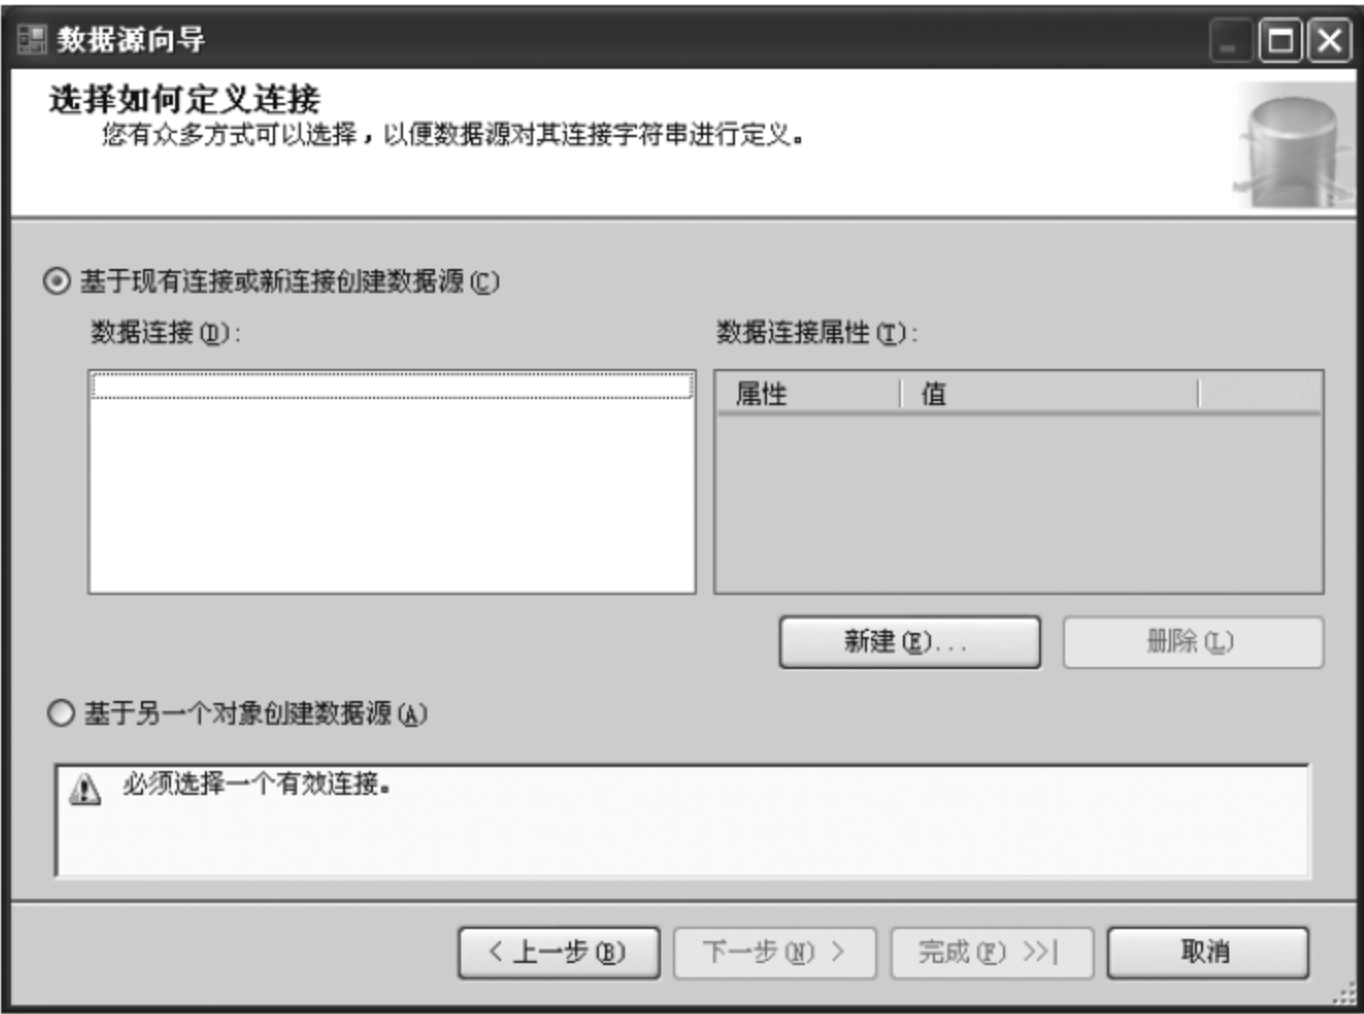 数据源向导
选择如何定义连接
您有众多方式可以选择，以便数据源对其连接字符串进行定义。
基于现有连接或新连接创建数据源(C)
数据连接(D):
数据连接属性(T):
属性 值
新建(E)... 删除(L)
基于另一个对象创建数据源(A)
必须选择一个有效连接。
< 上一步(B) 下一步(N) > 完成(F) >>| 取消